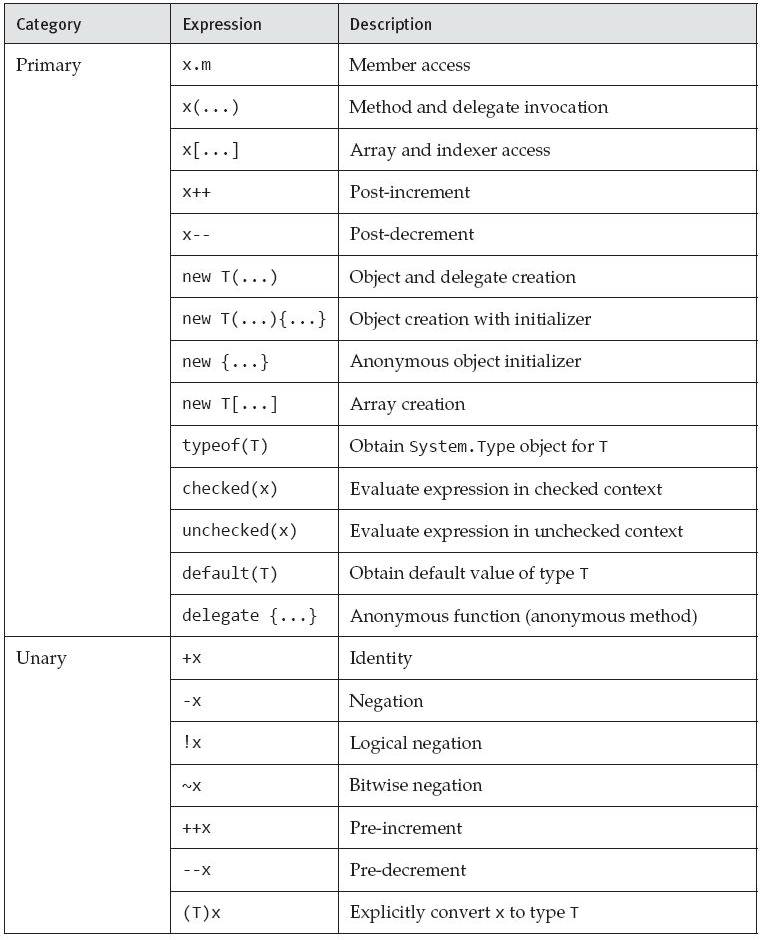 Category Expression Description
Primary x.m Member access
x(...) Method and delegate invocation
x[...] Array and indexer access
x++ Post-increment
x-- Post-decrement
new T(...) Object and delegate creation
new T(...){...} Object creation with initializer
new {...} Anonymous object initializer
new T[...] Array creation
typeof(T) Obtain System.Type object for T
checked(x) Evaluate expression in checked context
unchecked(x) Evaluate expression in unchecked context
default(T) Obtain default value of type T
delegate {...} Anonymous function (anonymous method)
Unary +x Identity
-x Negation
!x Logical negation
~x Bitwise negation
++x Pre-increment
--x Pre-decrement
(T)x Explicitly convert x to type T